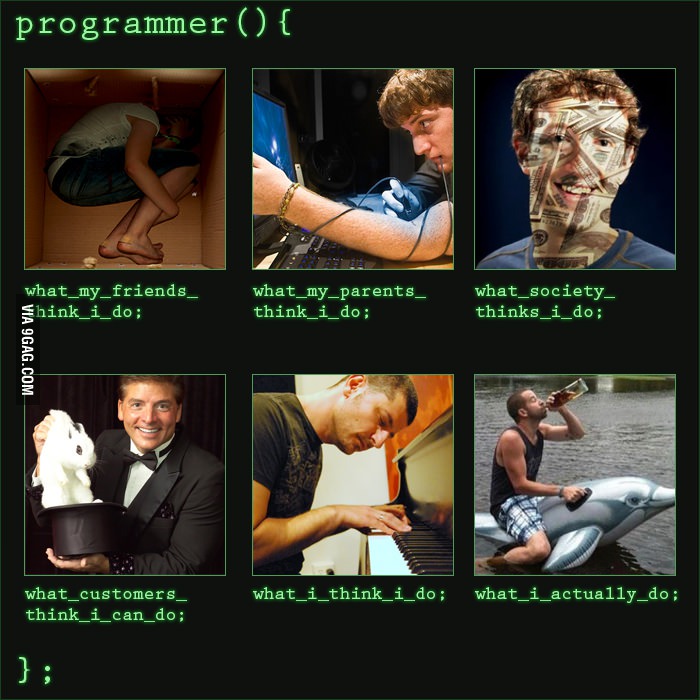 programmer(){
what_my_friends_
think_i_do;
what_my_parents_
think_i_do;
what_society_
thinks_i_do;
VIA 9GAG.COM
what_customers_
think_i_can_do;
what_i_think_i_do;
what_i_actually_do;
};